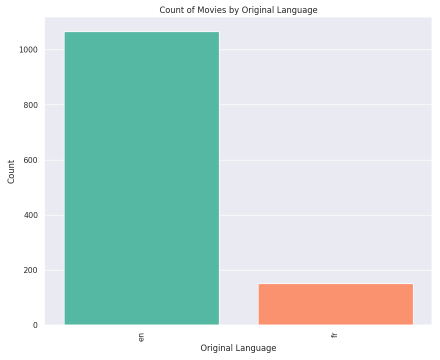 Count of Movies by Original Language
1000
800
600
400
200
0
Count
en
fr
Original Language